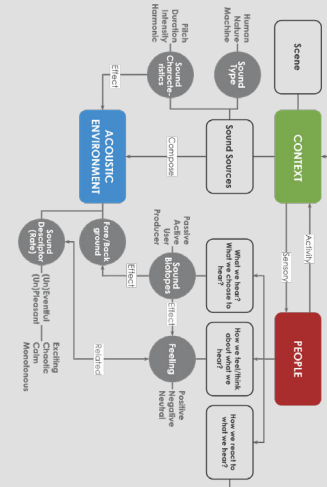 Scene
CONTEXT
Activity
Sensory
PEOPLE
Sound Sources
What we hear?
What we choose to
hear?
How we feel/think
about what we
hear?
How we react to
what we hear?
Human
Nature
Machine
Sound
Type
Compose
Passive
Active
User
Producer
Sound
Biotopes
Effect
Feeling
Positive
Negative
Neutral
Pitch
Duration
Intensity
Harmonic
Sound
Characte-
ristics
Effect
ACOUSTIC
ENVIRONMENT
Fore/Back
ground
Effect
Related
Sound
Descriptor
(Rate)
(Un)Eventful
(Un)Pleasant
Exciting
Chaotic
Calm
Monotonous